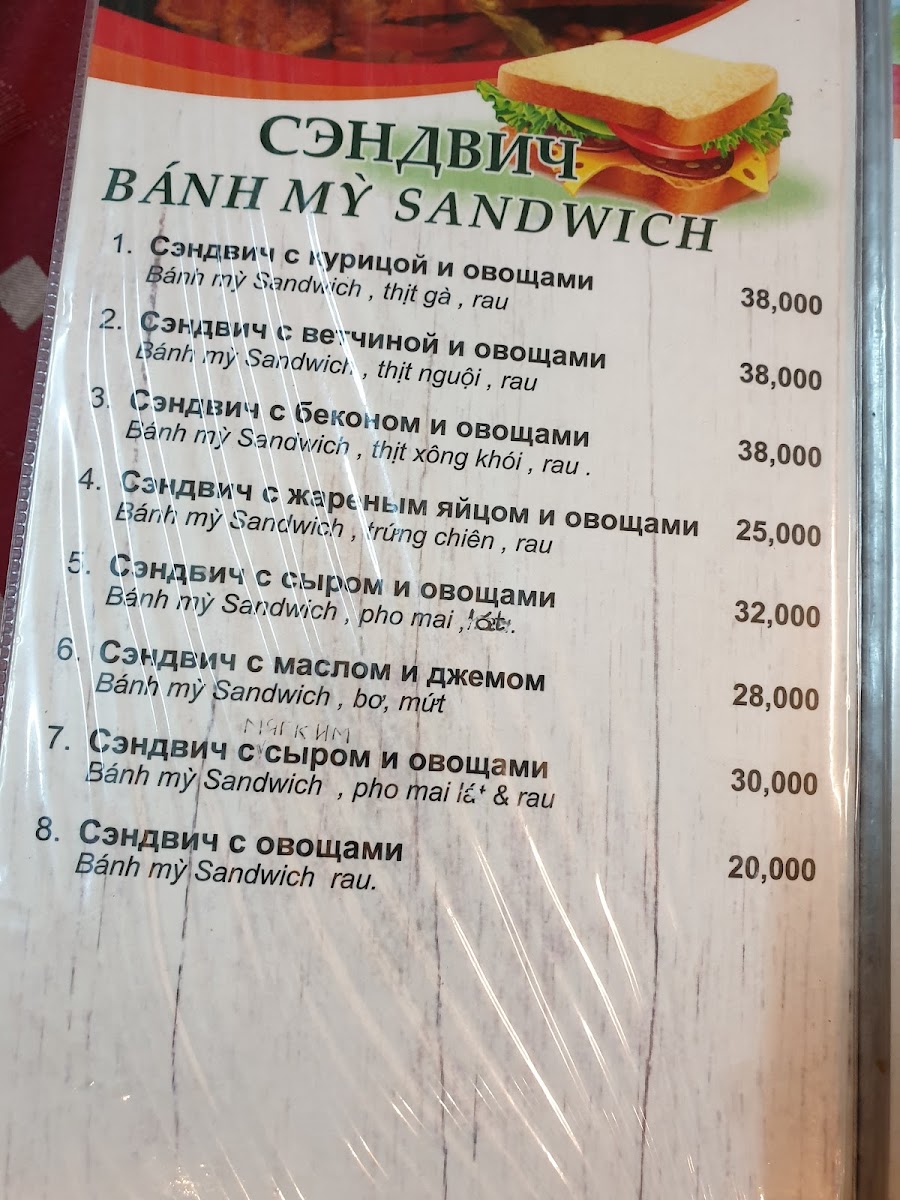 СЭНДВИЧ
BÁNH MỲ SANDWICH
1. Сэндвич с курицой и овощами
Bánh mỳ Sandwich , thịt gà , rau
38,000
2. Сэндвич с ветчиной и овощами
Bánh mỳ Sandwich , thịt nguội , rau
38,000
3. Сэндвич с беконом и овощами
Bánh mỳ Sandwich , thịt xông khói , rau .
38,000
4. Сэндвич с жареным яйцом и овощами
Bánh mỳ Sandwich , trứng chiên , rau
25,000
5. Сэндвич с сыром и овощами
Bánh mỳ Sandwich , pho mai ,
32,000
6. Сэндвич с маслом и джемом
Bánh mỳ Sandwich , bơ, mứt
28,000
мягким
7. Сэндвич с сыром и овощами
Bánh mỳ Sandwich , pho mai lát & rau
30,000
8. Сэндвич с овощами
Bánh mỳ Sandwich rau.
20,000